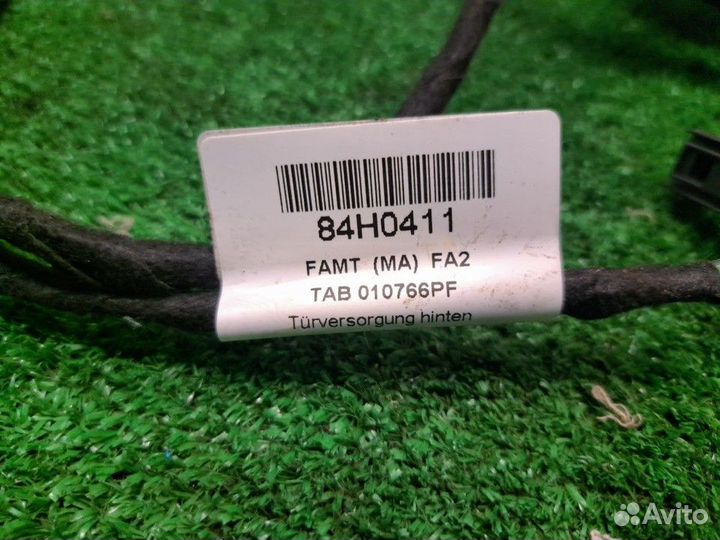 84H0411
FAMT (MA) FA2
TAB 010766PF
Türversorgung hinten
Avito